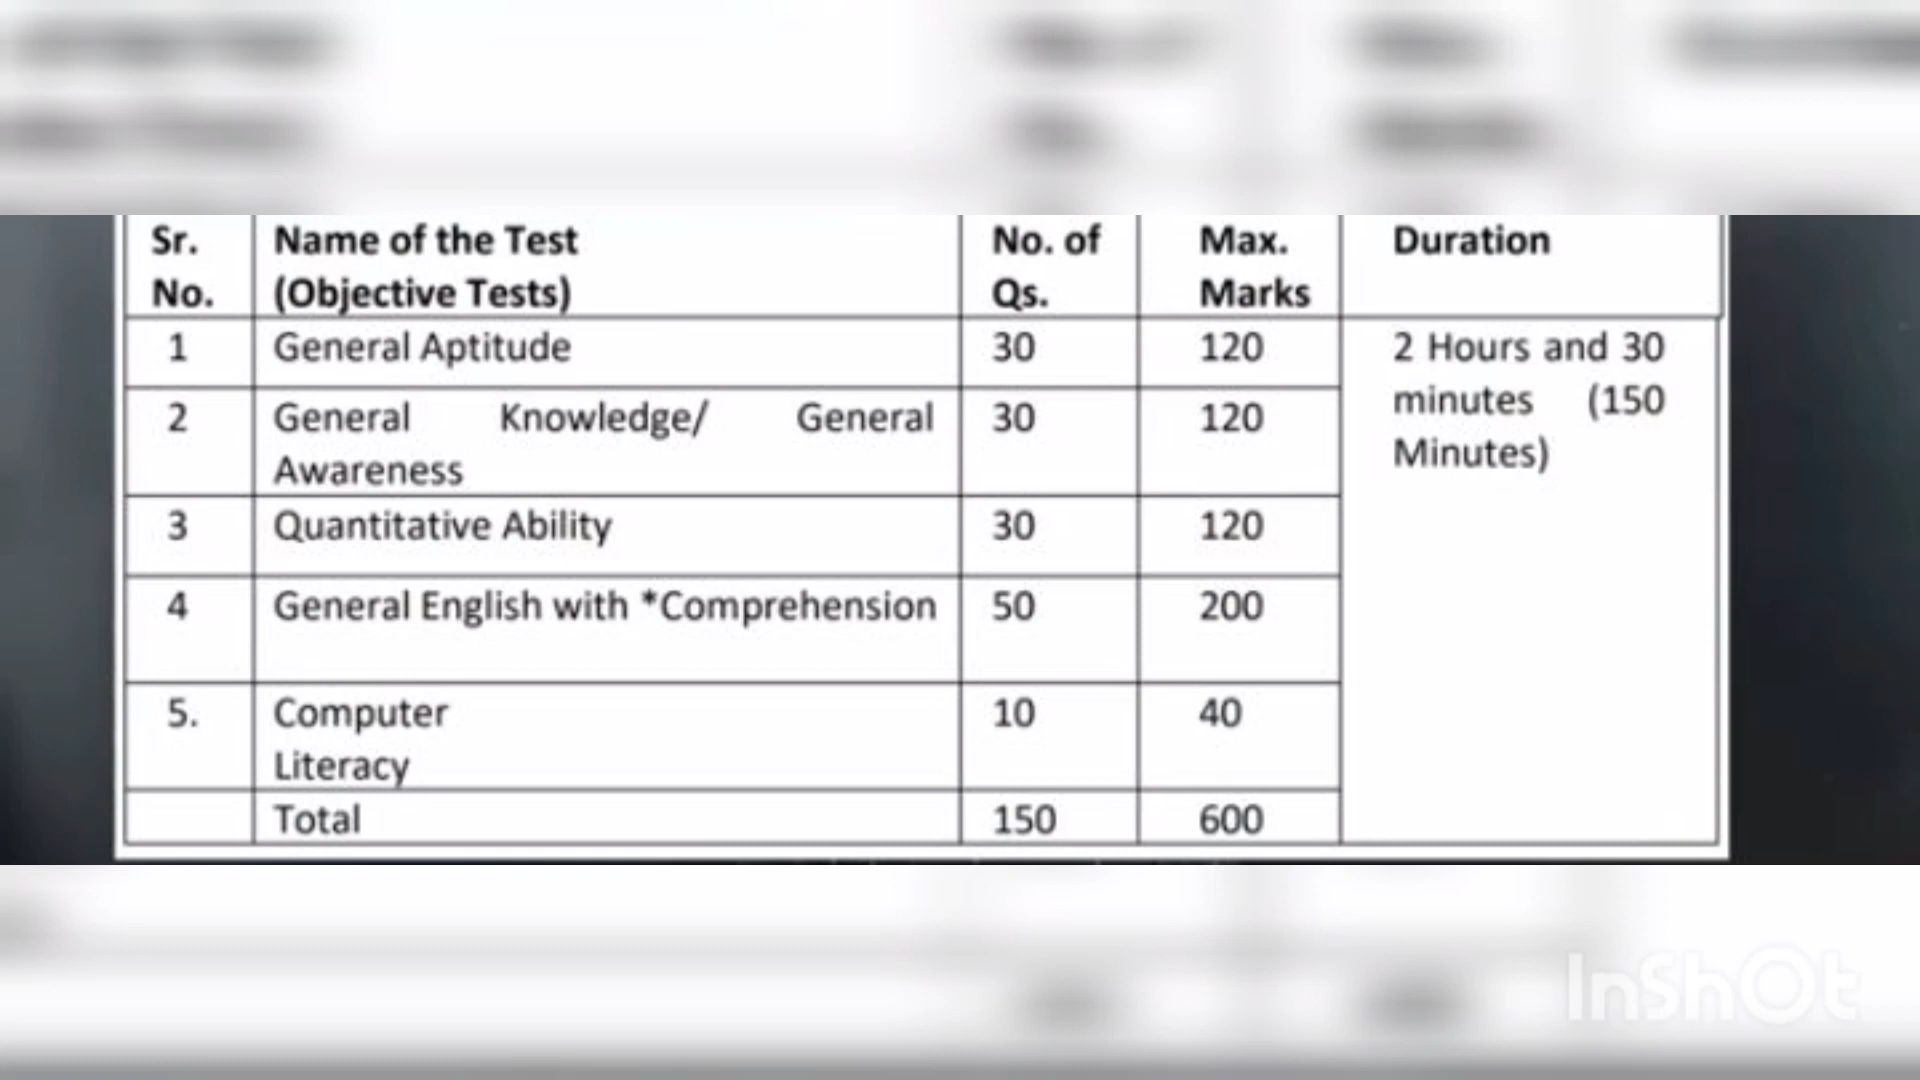 Sr. No. Name of the Test (Objective Tests) No. of Qs. Max. Marks Duration
1 General Aptitude 30 120 2 Hours and 30 minutes (150 Minutes)
2 General Knowledge/ General Awareness 30 120
3 Quantitative Ability 30 120
4 General English with *Comprehension 50 200
5. Computer Literacy 10 40
Total 150 600
InShOt